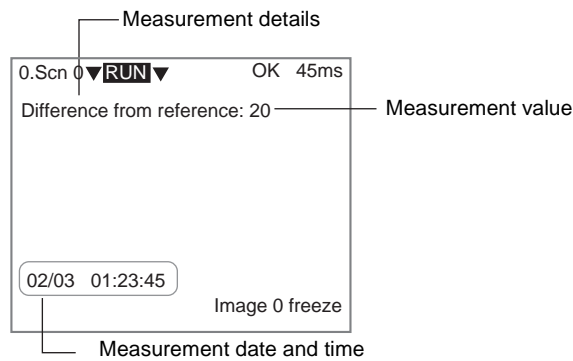 Measurement details
0.Scn 0▼RUN▼ OK 45ms
Difference from reference: 20
Measurement value
02/03 01:23:45
Image 0 freeze
Measurement date and time